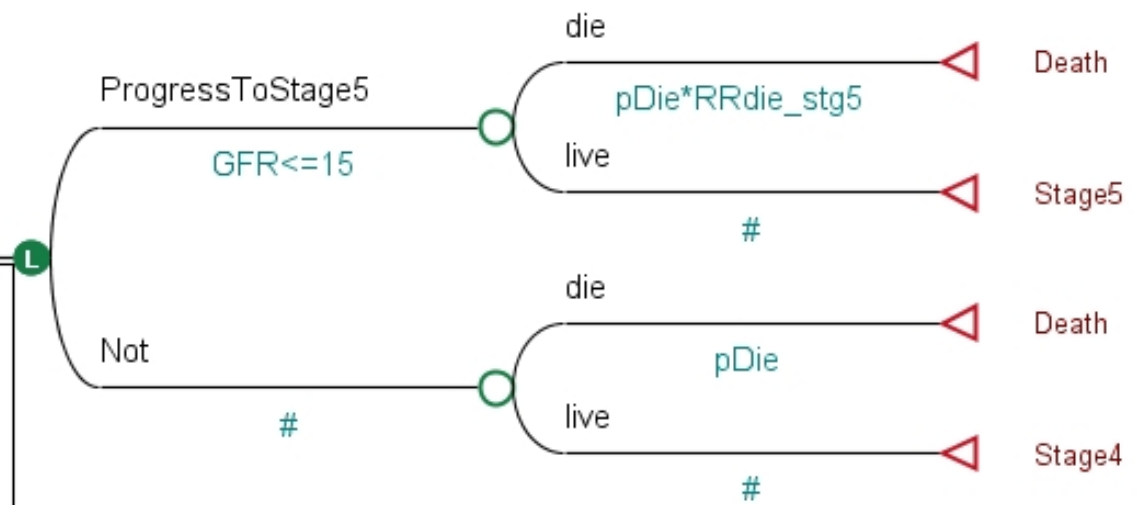 die
Death
ProgressToStage5
pDie*RRdie_stg5
GFR<=15
live
Stage5
#
L
die
Death
Not
pDie
#
live
Stage4
#